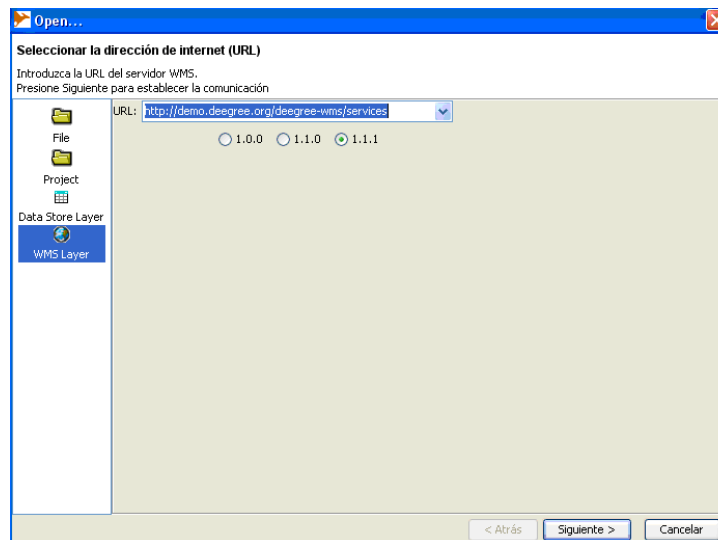 Open...
Seleccionar la dirección de internet (URL)
Introduzca la URL del servidor WMS.
Presione Siguiente para establecer la comunicación
URL: http://demo.deegree.org/deegree-wms/services
1.0.0 1.1.0 1.1.1
File
Project
Data Store Layer
WMS Layer
< Atrás Siguiente > Cancelar